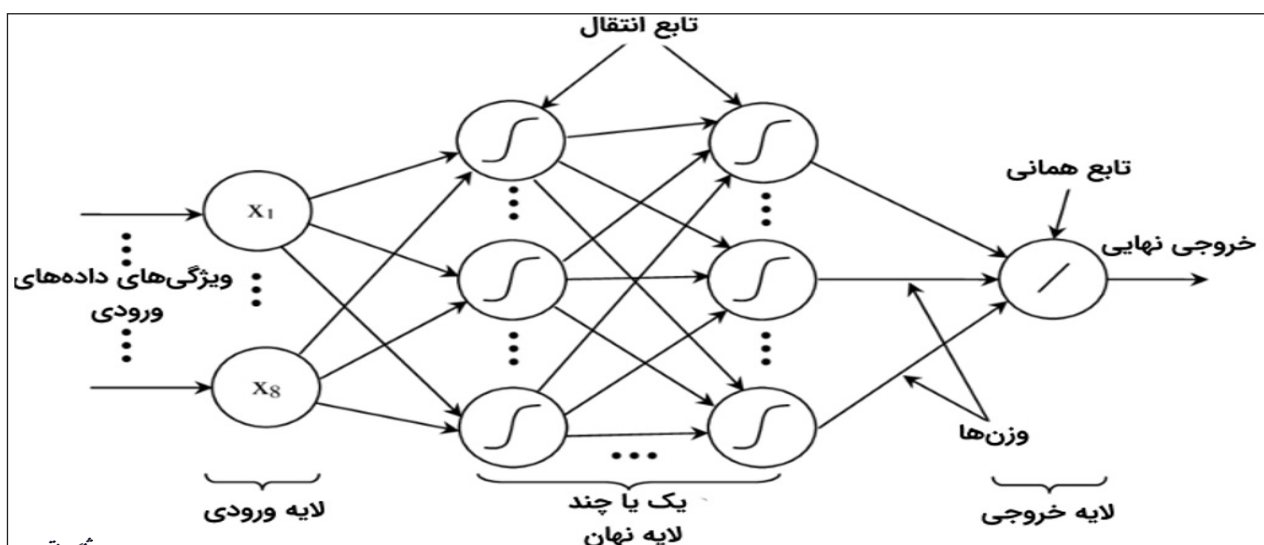 تابع انتقال
تابع همانی
خروجی نهایی
x1
ویژگی‌های داده‌های
ورودی
x8
وزن‌ها
لایه ورودی
یک یا چند
لایه نهان
لایه خروجی